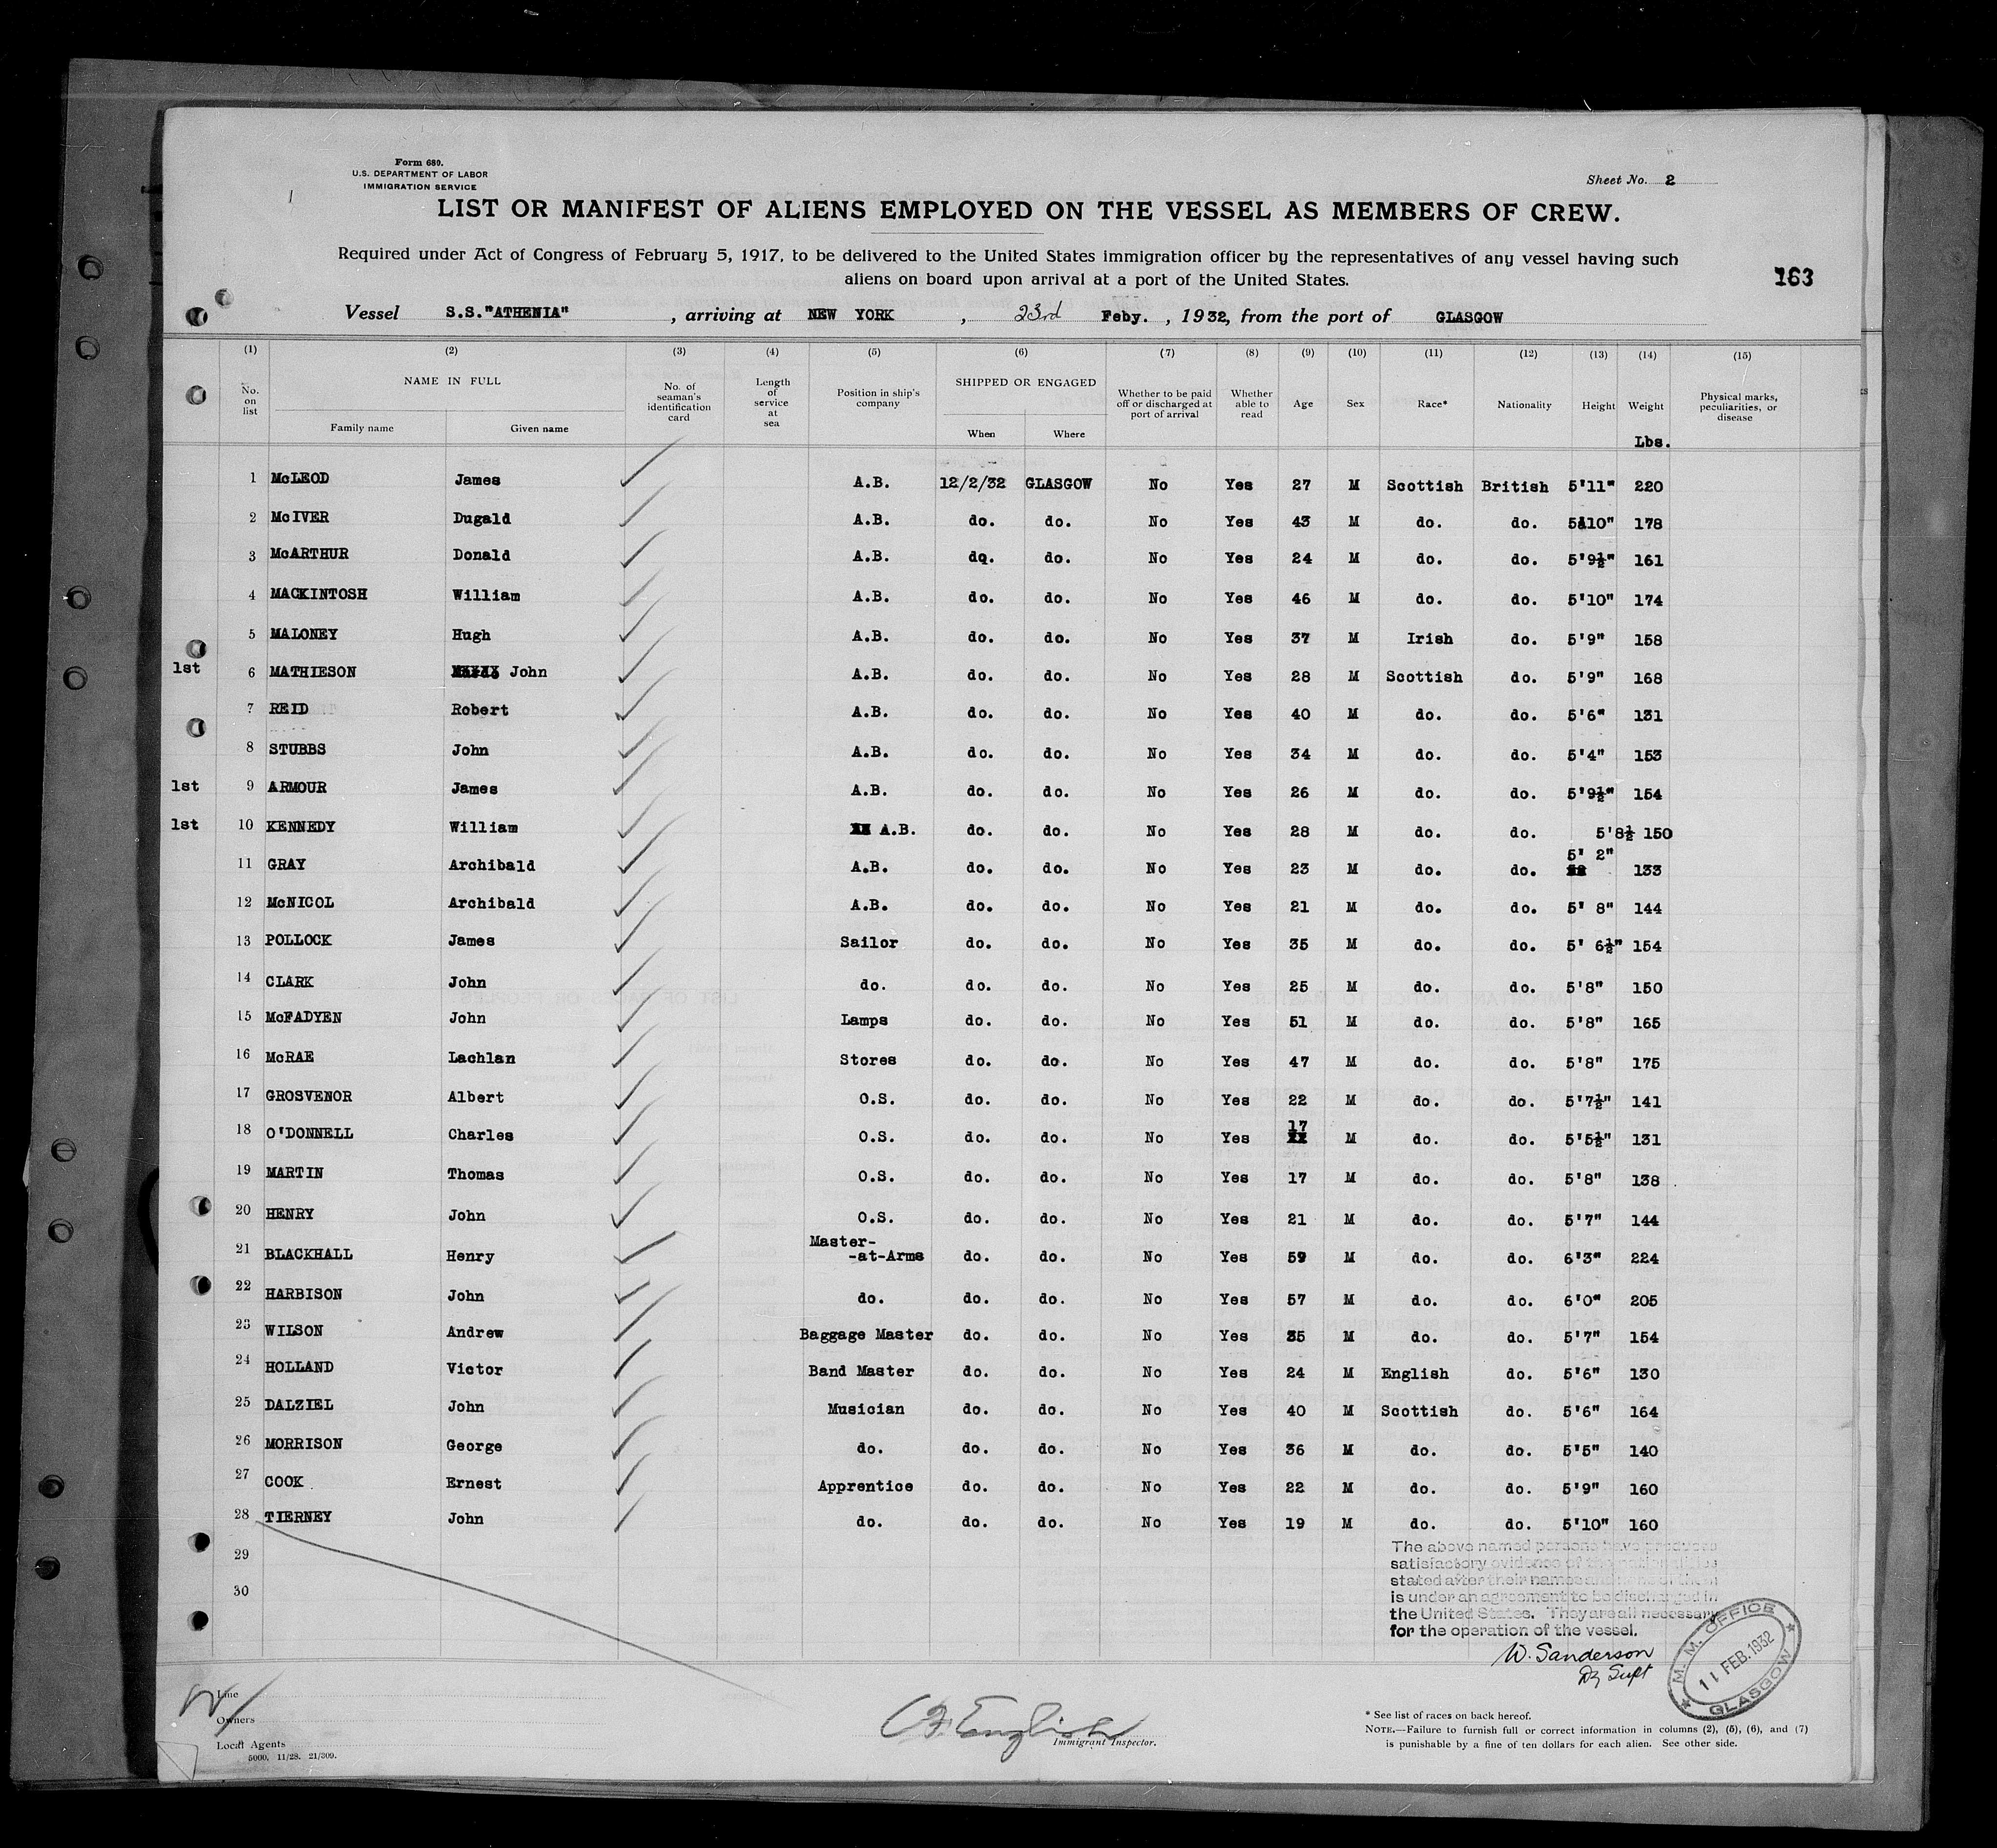 Form 680.
U.S. DEPARTMENT OF LABOR
IMMIGRATION SERVICE
Sheet No. 2
LIST OR MANIFEST OF ALIENS EMPLOYED ON THE VESSEL AS MEMBERS OF CREW.
Required under Act of Congress of February 5, 1917, to be delivered to the United States immigration officer by the representatives of any vessel having such
aliens on board upon arrival at a port of the United States.
163
Vessel S.S."ATHENIA" , arriving at NEW YORK , 23rd Feby. , 1932, from the port of GLASGOW
(1) (2) (3) (4) (5) (6) (7) (8) (9) (10) (11) (12) (13) (14) (15)
No. on list NAME IN FULL Family name Given name No. of seaman's identification card Length of service at sea Position in ship's company SHIPPED OR ENGAGED When Where Whether to be paid off or discharged at port of arrival Whether able to read Age Sex Race* Nationality Height Weight Physical marks, peculiarities, or disease
Lbs.
1 McLEOD James A.B. 12/2/32 GLASGOW No Yes 27 M Scottish British 5'11" 220
2 McIVER Dugald A.B. do. do. No Yes 43 M do. do. 5'10" 178
3 McARTHUR Donald A.B. do. do. No Yes 24 M do. do. 5'9½" 161
4 MACKINTOSH William A.B. do. do. No Yes 46 M do. do. 5'10" 174
5 MALONEY Hugh A.B. do. do. No Yes 37 M Irish do. 5'9" 158
1st 6 MATHIESON John A.B. do. do. No Yes 28 M Scottish do. 5'9" 168
7 REID Robert A.B. do. do. No Yes 40 M do. do. 5'6" 131
8 STUBBS John A.B. do. do. No Yes 34 M do. do. 5'4" 153
1st 9 ARMOUR James A.B. do. do. No Yes 26 M do. do. 5'9½" 154
1st 10 KENNEDY William A.B. do. do. No Yes 28 M do. do. 5'8½ 150
11 GRAY Archibald A.B. do. do. No Yes 23 M do. do. 5' 2" 133
12 McNICOL Archibald A.B. do. do. No Yes 21 M do. do. 5' 8" 144
13 POLLOCK James Sailor do. do. No Yes 35 M do. do. 5' 6½" 154
14 CLARK John do. do. do. No Yes 25 M do. do. 5'8" 150
15 McFADYEN John Lamps do. do. No Yes 51 M do. do. 5'8" 165
16 McRAE Lachlan Stores do. do. No Yes 47 M do. do. 5'8" 175
17 GROSVENOR Albert O.S. do. do. No Yes 22 M do. do. 5'7½" 141
18 O'DONNELL Charles O.S. do. do. No Yes 17 M do. do. 5'5½" 131
19 MARTIN Thomas O.S. do. do. No Yes 17 M do. do. 5'8" 138
20 HENRY John O.S. do. do. No Yes 21 M do. do. 5'7" 144
21 BLACKHALL Henry Master-
-at-Arms do. do. No Yes 59 M do. do. 6'3" 224
22 HARBISON John do. do. do. No Yes 57 M do. do. 6'0" 205
23 WILSON Andrew Baggage Master do. do. No Yes 35 M do. do. 5'7" 154
24 HOLLAND Victor Band Master do. do. No Yes 24 M English do. 5'6" 130
25 DALZIEL John Musician do. do. No Yes 40 M Scottish do. 5'6" 164
26 MORRISON George do. do. do. No Yes 36 M do. do. 5'5" 140
27 COOK Ernest Apprentice do. do. No Yes 22 M do. do. 5'9" 160
28 TIERNEY John do. do. do. No Yes 19 M do. do. 5'10" 160
29
30
The above named persons have produced
satisfactory evidence of the nationalities
stated after their names and none of them
is under an agreement to be discharged in
the United States. They are all necessary
for the operation of the vessel.
W. Sanderson
Dy Supt
M. M. OFFICE
11 FEB. 1932
GLASGOW
Line
Owners
Local Agents
5000. 11/28. 21/309.
English
Immigrant Inspector.
* See list of races on back hereof.
NOTE.—Failure to furnish full or correct information in columns (2), (5), (6), and (7)
is punishable by a fine of ten dollars for each alien. See other side.